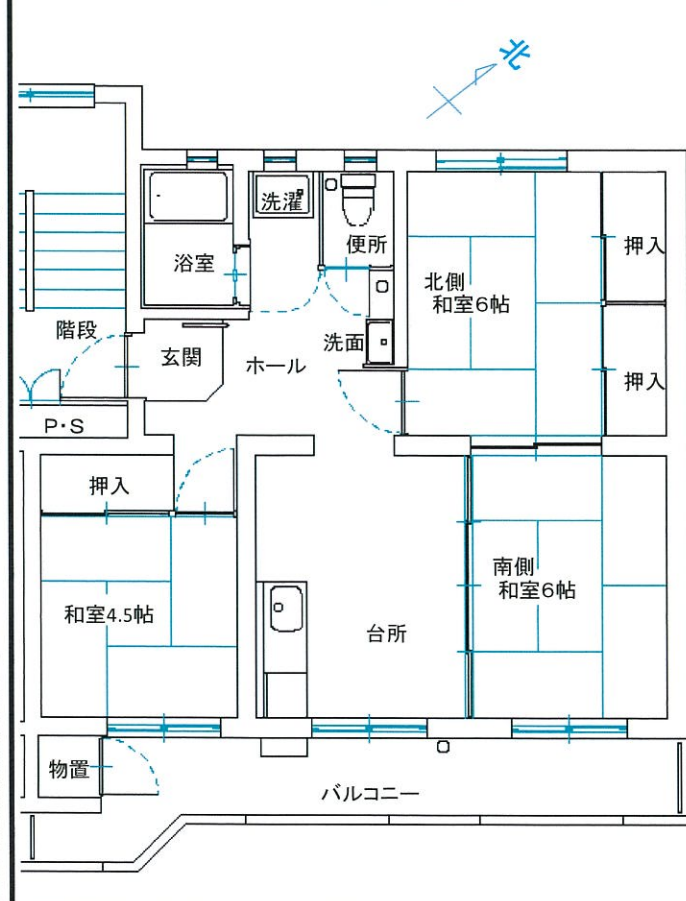 北
洗濯
便所
浴室
北側
和室6帖
押入
階段
玄関
ホール
洗面
押入
P・S
押入
南側
和室6帖
和室4.5帖
台所
物置
バルコニー